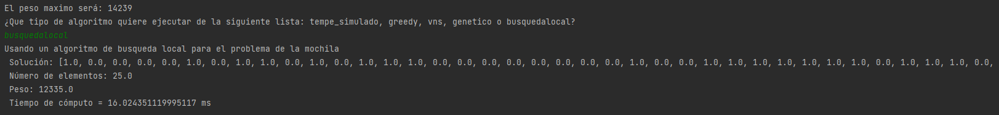 El peso maximo será: 14239
¿Que tipo de algoritmo quiere ejecutar de la siguiente lista: tempe_simulado, greedy, vns, genetico o busquedalocal?
busquedalocal
Usando un algoritmo de busqueda local para el problema de la mochila
Solución: [1.0, 0.0, 0.0, 0.0, 0.0, 1.0, 0.0, 1.0, 1.0, 0.0, 1.0, 0.0, 1.0, 1.0, 1.0, 0.0, 0.0, 0.0, 0.0, 0.0, 0.0, 0.0, 0.0, 1.0, 0.0, 0.0, 1.0, 1.0, 1.0, 1.0, 1.0, 1.0, 1.0, 0.0, 1.0, 1.0, 1.0, 0.0,
Número de elementos: 25.0
Peso: 12335.0
Tiempo de cómputo = 16.024351119995117 ms